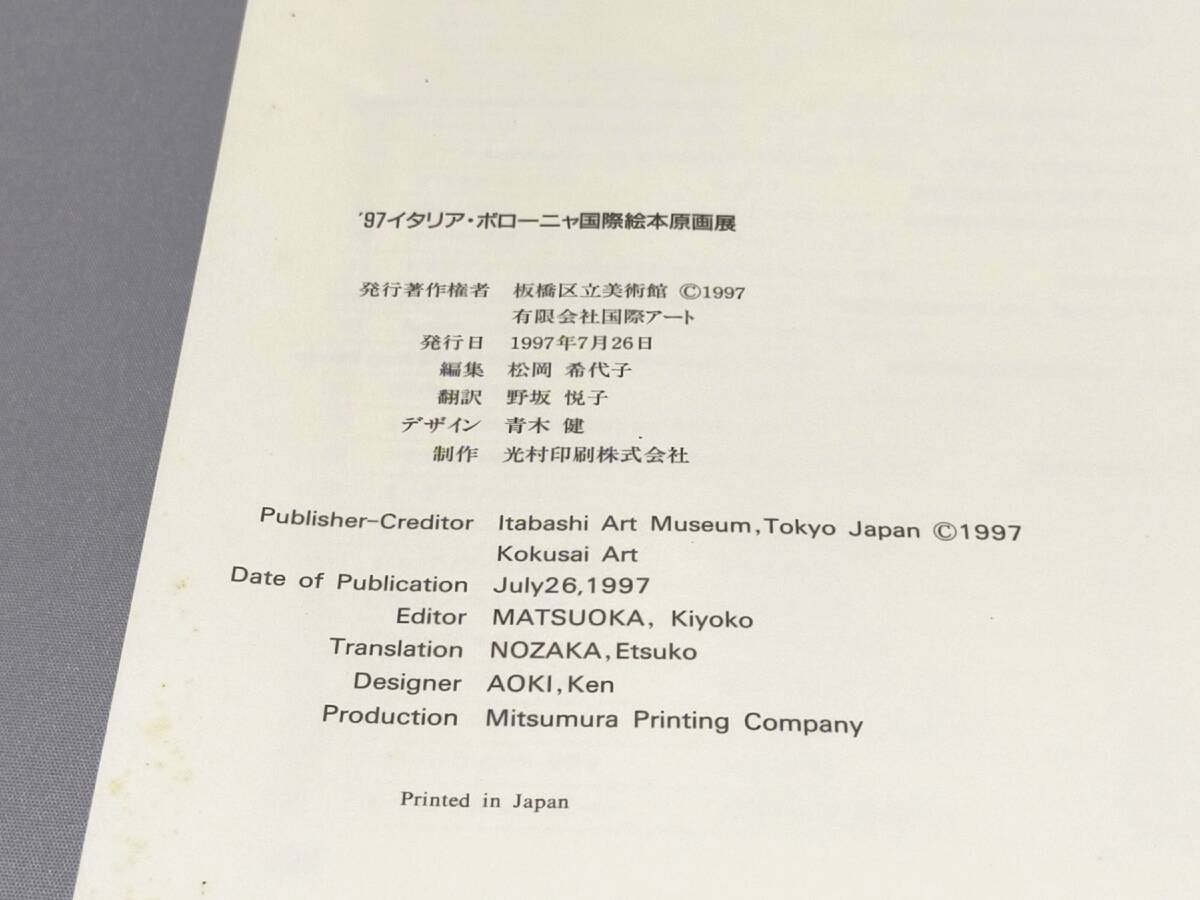 '97イタリア・ボローニャ国際絵本原画展
発行著作権者 板橋区立美術館 ©1997
有限会社国際アート
発行日 1997年7月26日
編集 松岡 希代子
翻訳 野坂 悦子
デザイン 青木 健
制作 光村印刷株式会社
Publisher-Creditor Itabashi Art Museum,Tokyo Japan ©1997
Kokusai Art
Date of Publication July26,1997
Editor MATSUOKA, Kiyoko
Translation NOZAKA,Etsuko
Designer AOKI,Ken
Production Mitsumura Printing Company
Printed in Japan